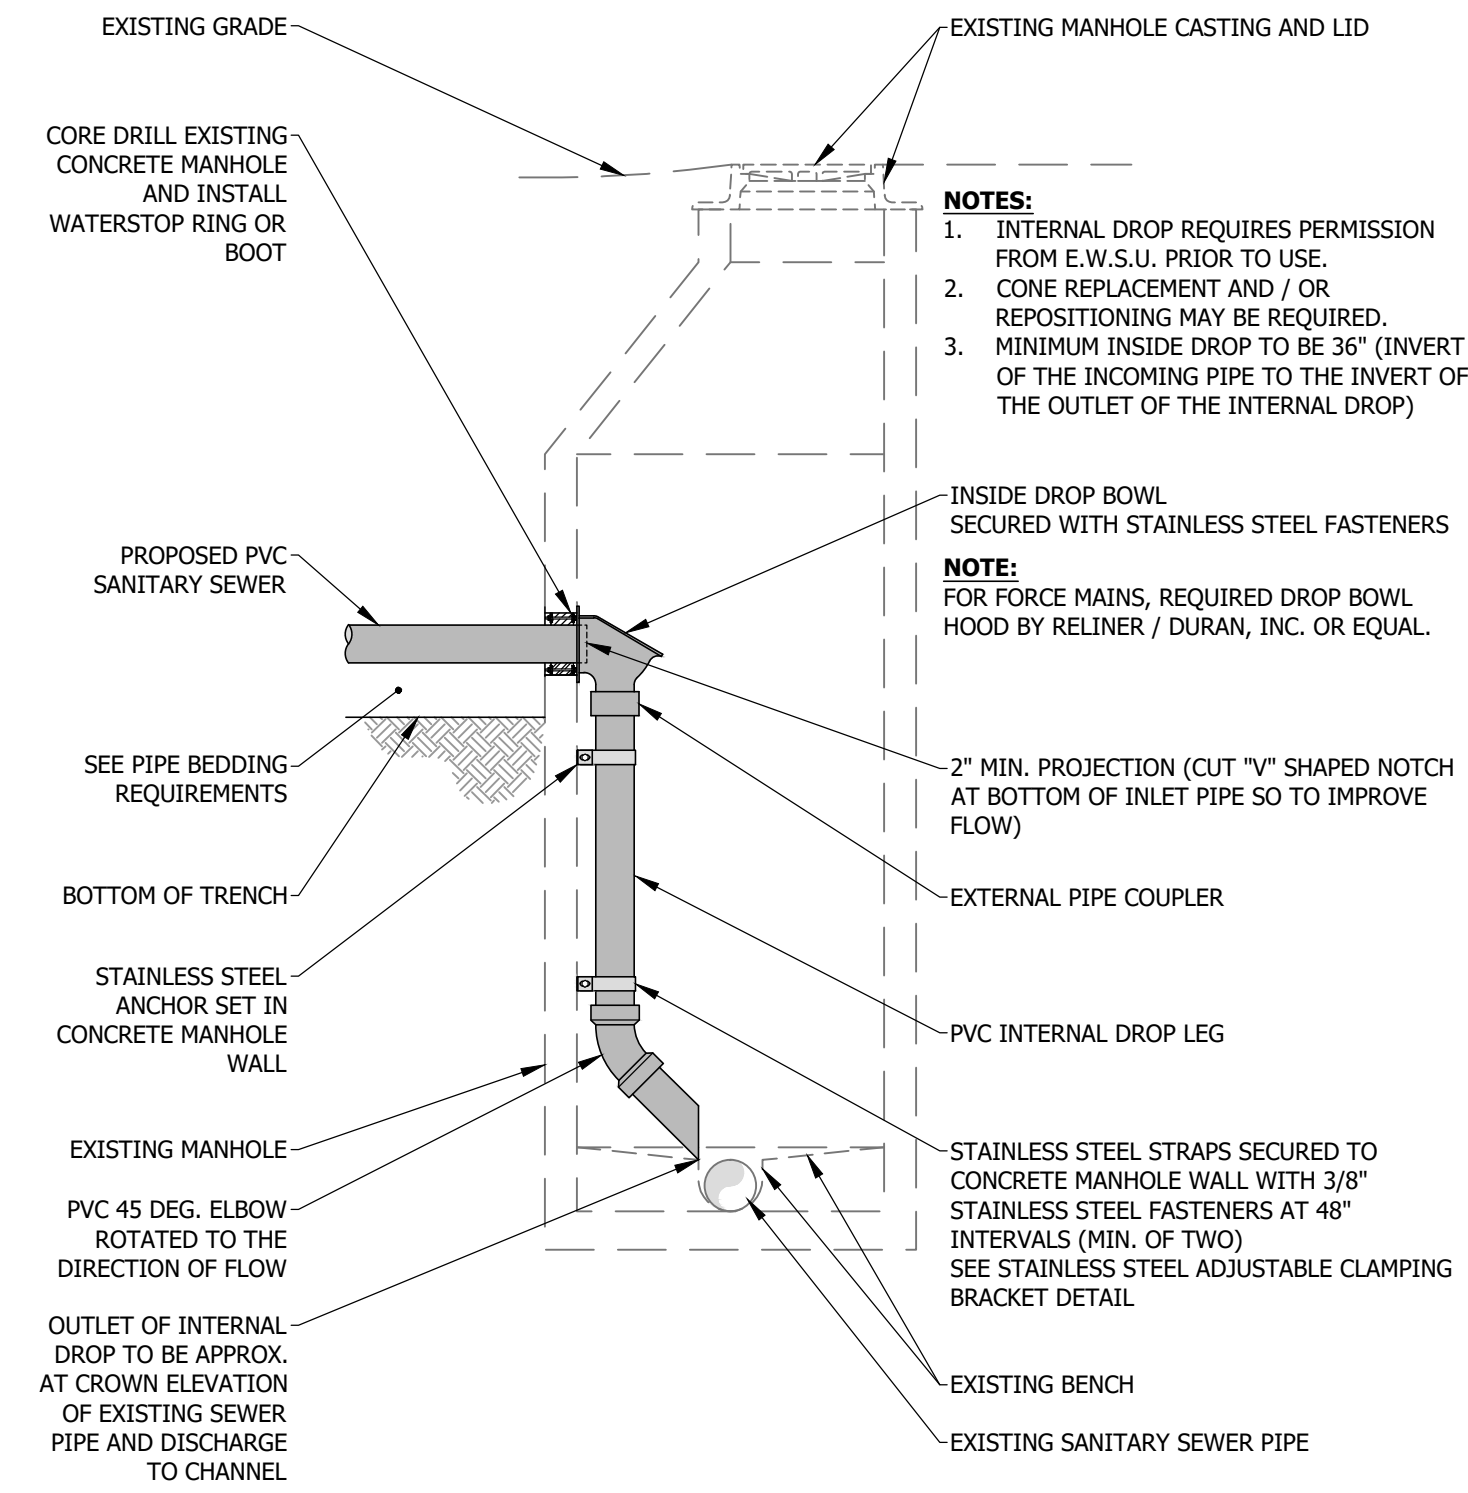 EXISTING GRADE
CORE DRILL EXISTING
CONCRETE MANHOLE
AND INSTALL
WATERSTOP RING OR
BOOT
PROPOSED PVC
SANITARY SEWER
SEE PIPE BEDDING
REQUIREMENTS
BOTTOM OF TRENCH
STAINLESS STEEL
ANCHOR SET IN
CONCRETE MANHOLE
WALL
EXISTING MANHOLE
PVC 45 DEG. ELBOW
ROTATED TO THE
DIRECTION OF FLOW
OUTLET OF INTERNAL
DROP TO BE APPROX.
AT CROWN ELEVATION
OF EXISTING SEWER
PIPE AND DISCHARGE
TO CHANNEL
EXISTING MANHOLE CASTING AND LID
NOTES:
1. INTERNAL DROP REQUIRES PERMISSION
FROM E.W.S.U. PRIOR TO USE.
2. CONE REPLACEMENT AND / OR
REPOSITIONING MAY BE REQUIRED.
3. MINIMUM INSIDE DROP TO BE 36" (INVERT
OF THE INCOMING PIPE TO THE INVERT OF
THE OUTLET OF THE INTERNAL DROP)
INSIDE DROP BOWL
SECURED WITH STAINLESS STEEL FASTENERS
NOTE:
FOR FORCE MAINS, REQUIRED DROP BOWL
HOOD BY RELINER / DURAN, INC. OR EQUAL.
2" MIN. PROJECTION (CUT "V" SHAPED NOTCH
AT BOTTOM OF INLET PIPE SO TO IMPROVE
FLOW)
EXTERNAL PIPE COUPLER
PVC INTERNAL DROP LEG
STAINLESS STEEL STRAPS SECURED TO
CONCRETE MANHOLE WALL WITH 3/8"
STAINLESS STEEL FASTENERS AT 48"
INTERVALS (MIN. OF TWO)
SEE STAINLESS STEEL ADJUSTABLE CLAMPING
BRACKET DETAIL
EXISTING BENCH
EXISTING SANITARY SEWER PIPE